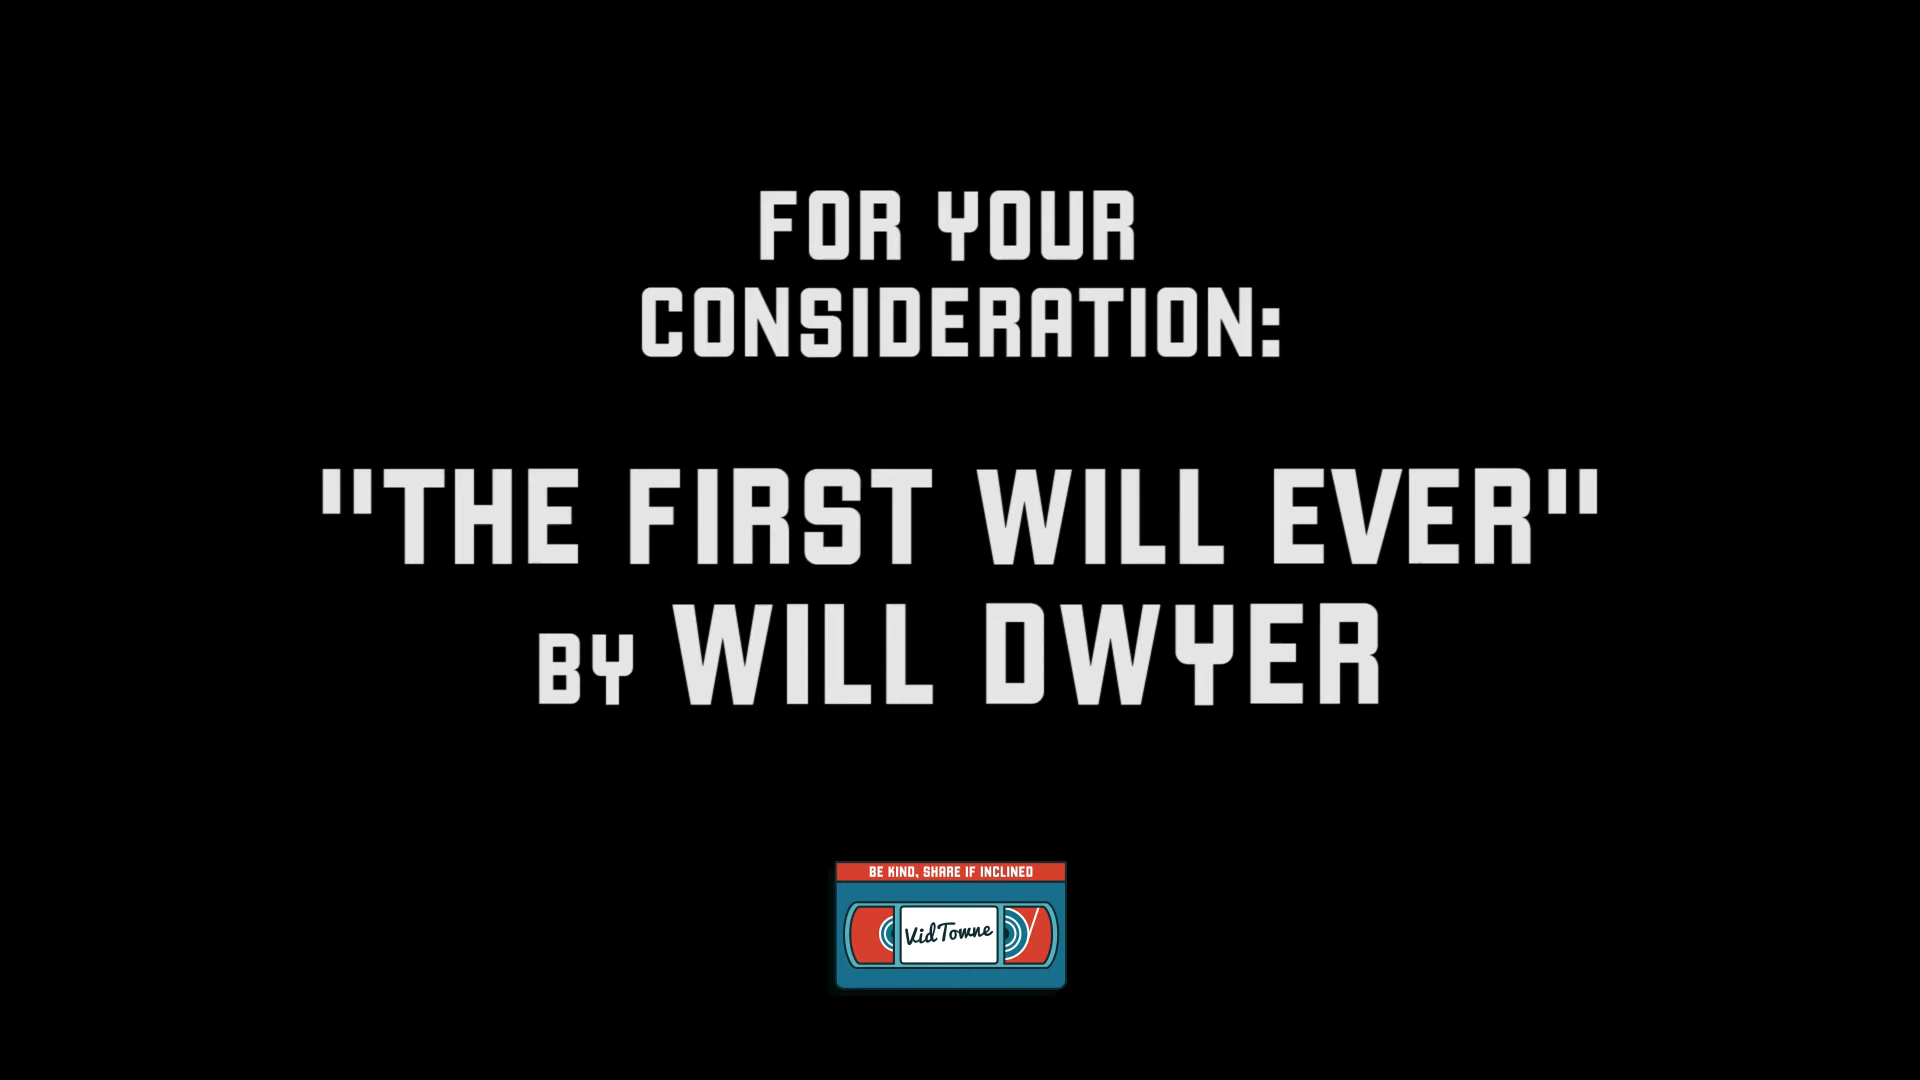 FOR YOUR
CONSIDERATION:
"THE FIRST WILL EVER"
BY WILL DWYER
BE KIND, SHARE IF INCLINED
VidTowne